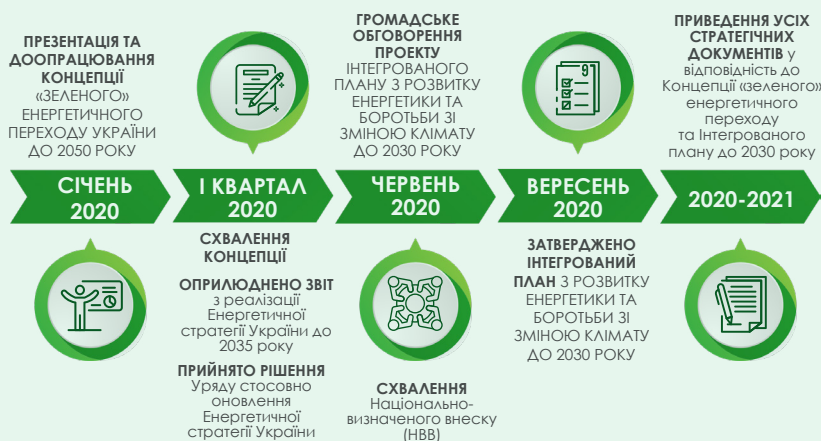 ПРЕЗЕНТАЦІЯ ТА
ДООПРАЦЮВАННЯ
КОНЦЕПЦІЇ
«ЗЕЛЕНОГО»
ЕНЕРГЕТИЧНОГО
ПЕРЕХОДУ УКРАЇНИ
ДО 2050 РОКУ
СІЧЕНЬ
2020
І КВАРТАЛ
2020
СХВАЛЕННЯ
КОНЦЕПЦІЇ
ОПРИЛЮДНЕНО ЗВІТ
з реалізації
Енергетичної
стратегії України до
2035 року
ПРИЙНЯТО РІШЕННЯ
Уряду стосовно
оновлення
Енергетичної
стратегії України
ГРОМАДСЬКЕ
ОБГОВОРЕННЯ
ПРОЕКТУ
ІНТЕГРОВАНОГО
ПЛАНУ З РОЗВИТКУ
ЕНЕРГЕТИКИ ТА
БОРОТЬБИ ЗІ
ЗМІНОЮ КЛІМАТУ
ДО 2030 РОКУ
ЧЕРВЕНЬ
2020
СХВАЛЕННЯ
Національно-
визначеного внеску
(НВВ)
9
ВЕРЕСЕНЬ
2020
ЗАТВЕРДЖЕНО
ІНТЕГРОВАНИЙ
ПЛАН З РОЗВИТКУ
ЕНЕРГЕТИКИ ТА
БОРОТЬБИ ЗІ
ЗМІНОЮ КЛІМАТУ
ДО 2030 РОКУ
ПРИВЕДЕННЯ УСІХ
СТРАТЕГІЧНИХ
ДОКУМЕНТІВ у
відповідність до
Концепції «зеленого»
енергетичного
переходу
та Інтегрованого
плану до 2030 року
2020-2021